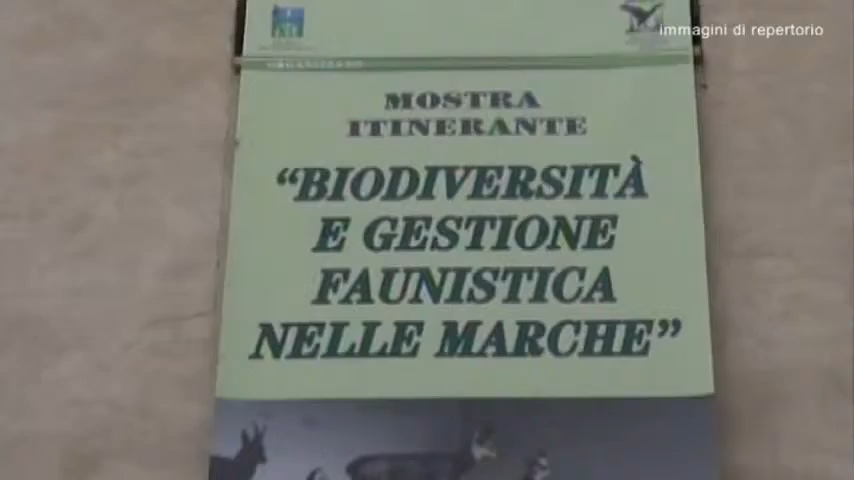 immagini di repertorio
MOSTRA
ITINERANTE
“BIODIVERSITÀ
E GESTIONE
FAUNISTICA
NELLE MARCHE”